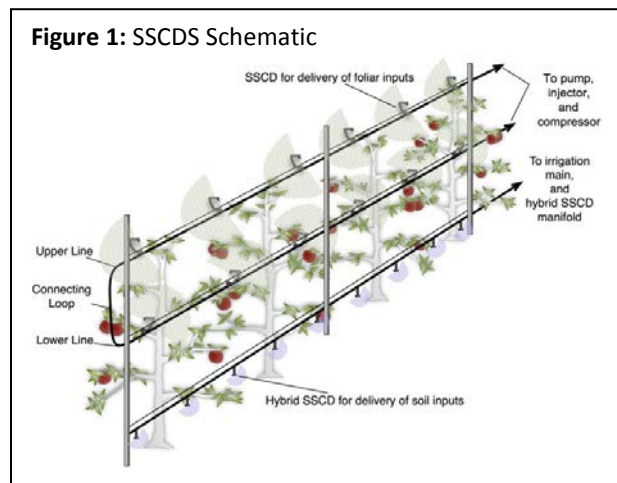 Figure 1: SSCDS Schematic
SSCD for delivery of foliar inputs
To pump,
injector,
and
compressor
To irrigation
main,
and
hybrid SSCD
manifold
Upper Line
Connecting
Loop
Lower Line
Hybrid SSCD for delivery of soil inputs